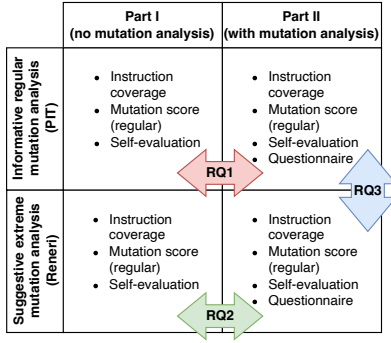 Part I
(no mutation analysis)
Part II
(with mutation analysis)
Informative regular
mutation analysis
(PIT)
• Instruction
coverage
• Mutation score
(regular)
• Self-evaluation
• Instruction
coverage
• Mutation score
(regular)
• Self-evaluation
• Questionnaire
RQ1
RQ3
Suggestive extreme
mutation analysis
(Reneri)
• Instruction
coverage
• Mutation score
(regular)
• Self-evaluation
• Instruction
coverage
• Mutation score
(regular)
• Self-evaluation
• Questionnaire
RQ2